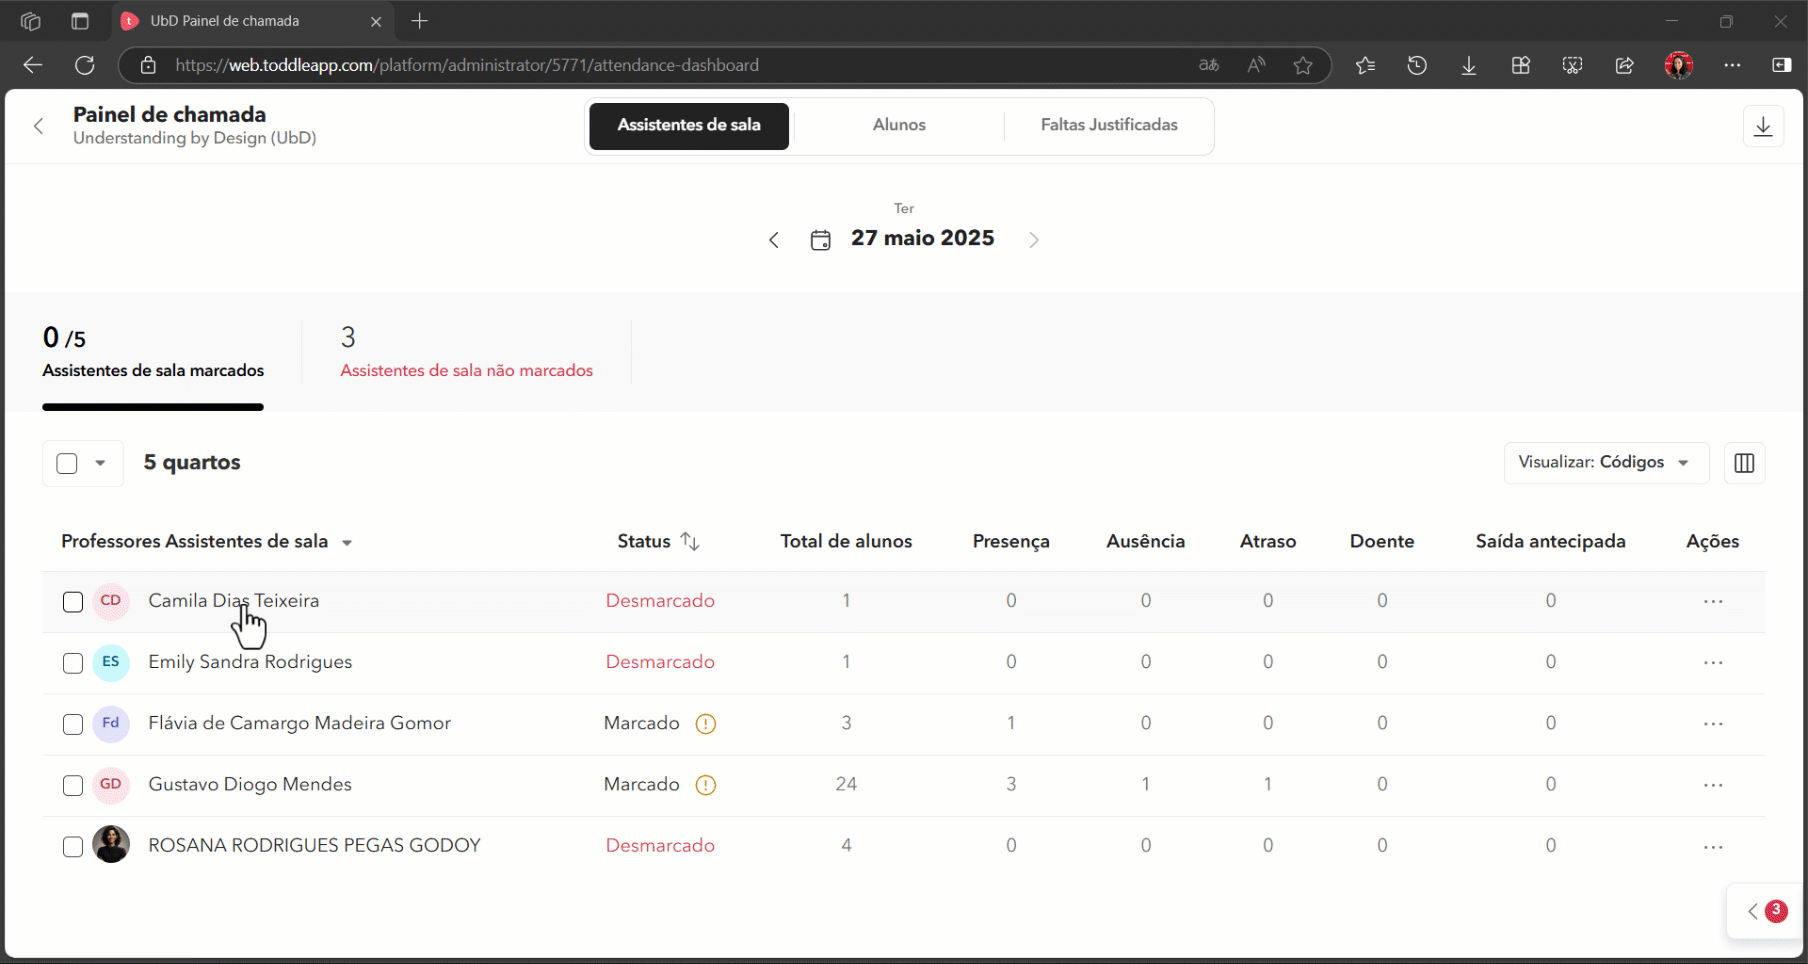 UbD Painel de chamada
https://web.toddleapp.com/platform/administrator/5771/attendance-dashboard
Painel de chamada
Understanding by Design (UbD)
Assistentes de sala
Alunos
Faltas Justificadas
Ter
27 maio 2025
0 /5
Assistentes de sala marcados
3
Assistentes de sala não marcados
5 quartos
Visualizar: Códigos
Professores Assistentes de sala Status Total de alunos Presença Ausência Atraso Doente Saída antecipada Ações
CD Camila Dias Teixeira Desmarcado 1 0 0 0 0 0 ...
ES Emily Sandra Rodrigues Desmarcado 1 0 0 0 0 0 ...
Fd Flávia de Camargo Madeira Gomor Marcado 3 1 0 0 0 0 ...
GD Gustavo Diogo Mendes Marcado 24 3 1 1 0 0 ...
ROSANA RODRIGUES PEGAS GODOY Desmarcado 4 0 0 0 0 0 ...
3